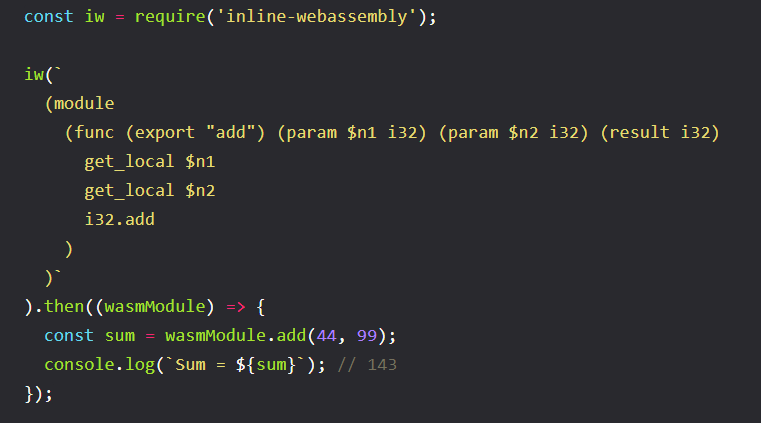 const iw = require('inline-webassembly');
iw(`
(module
(func (export "add") (param $n1 i32) (param $n2 i32) (result i32)
get_local $n1
get_local $n2
i32.add
)
)`
).then((wasmModule) => {
const sum = wasmModule.add(44, 99);
console.log(`Sum = ${sum}`); // 143
});